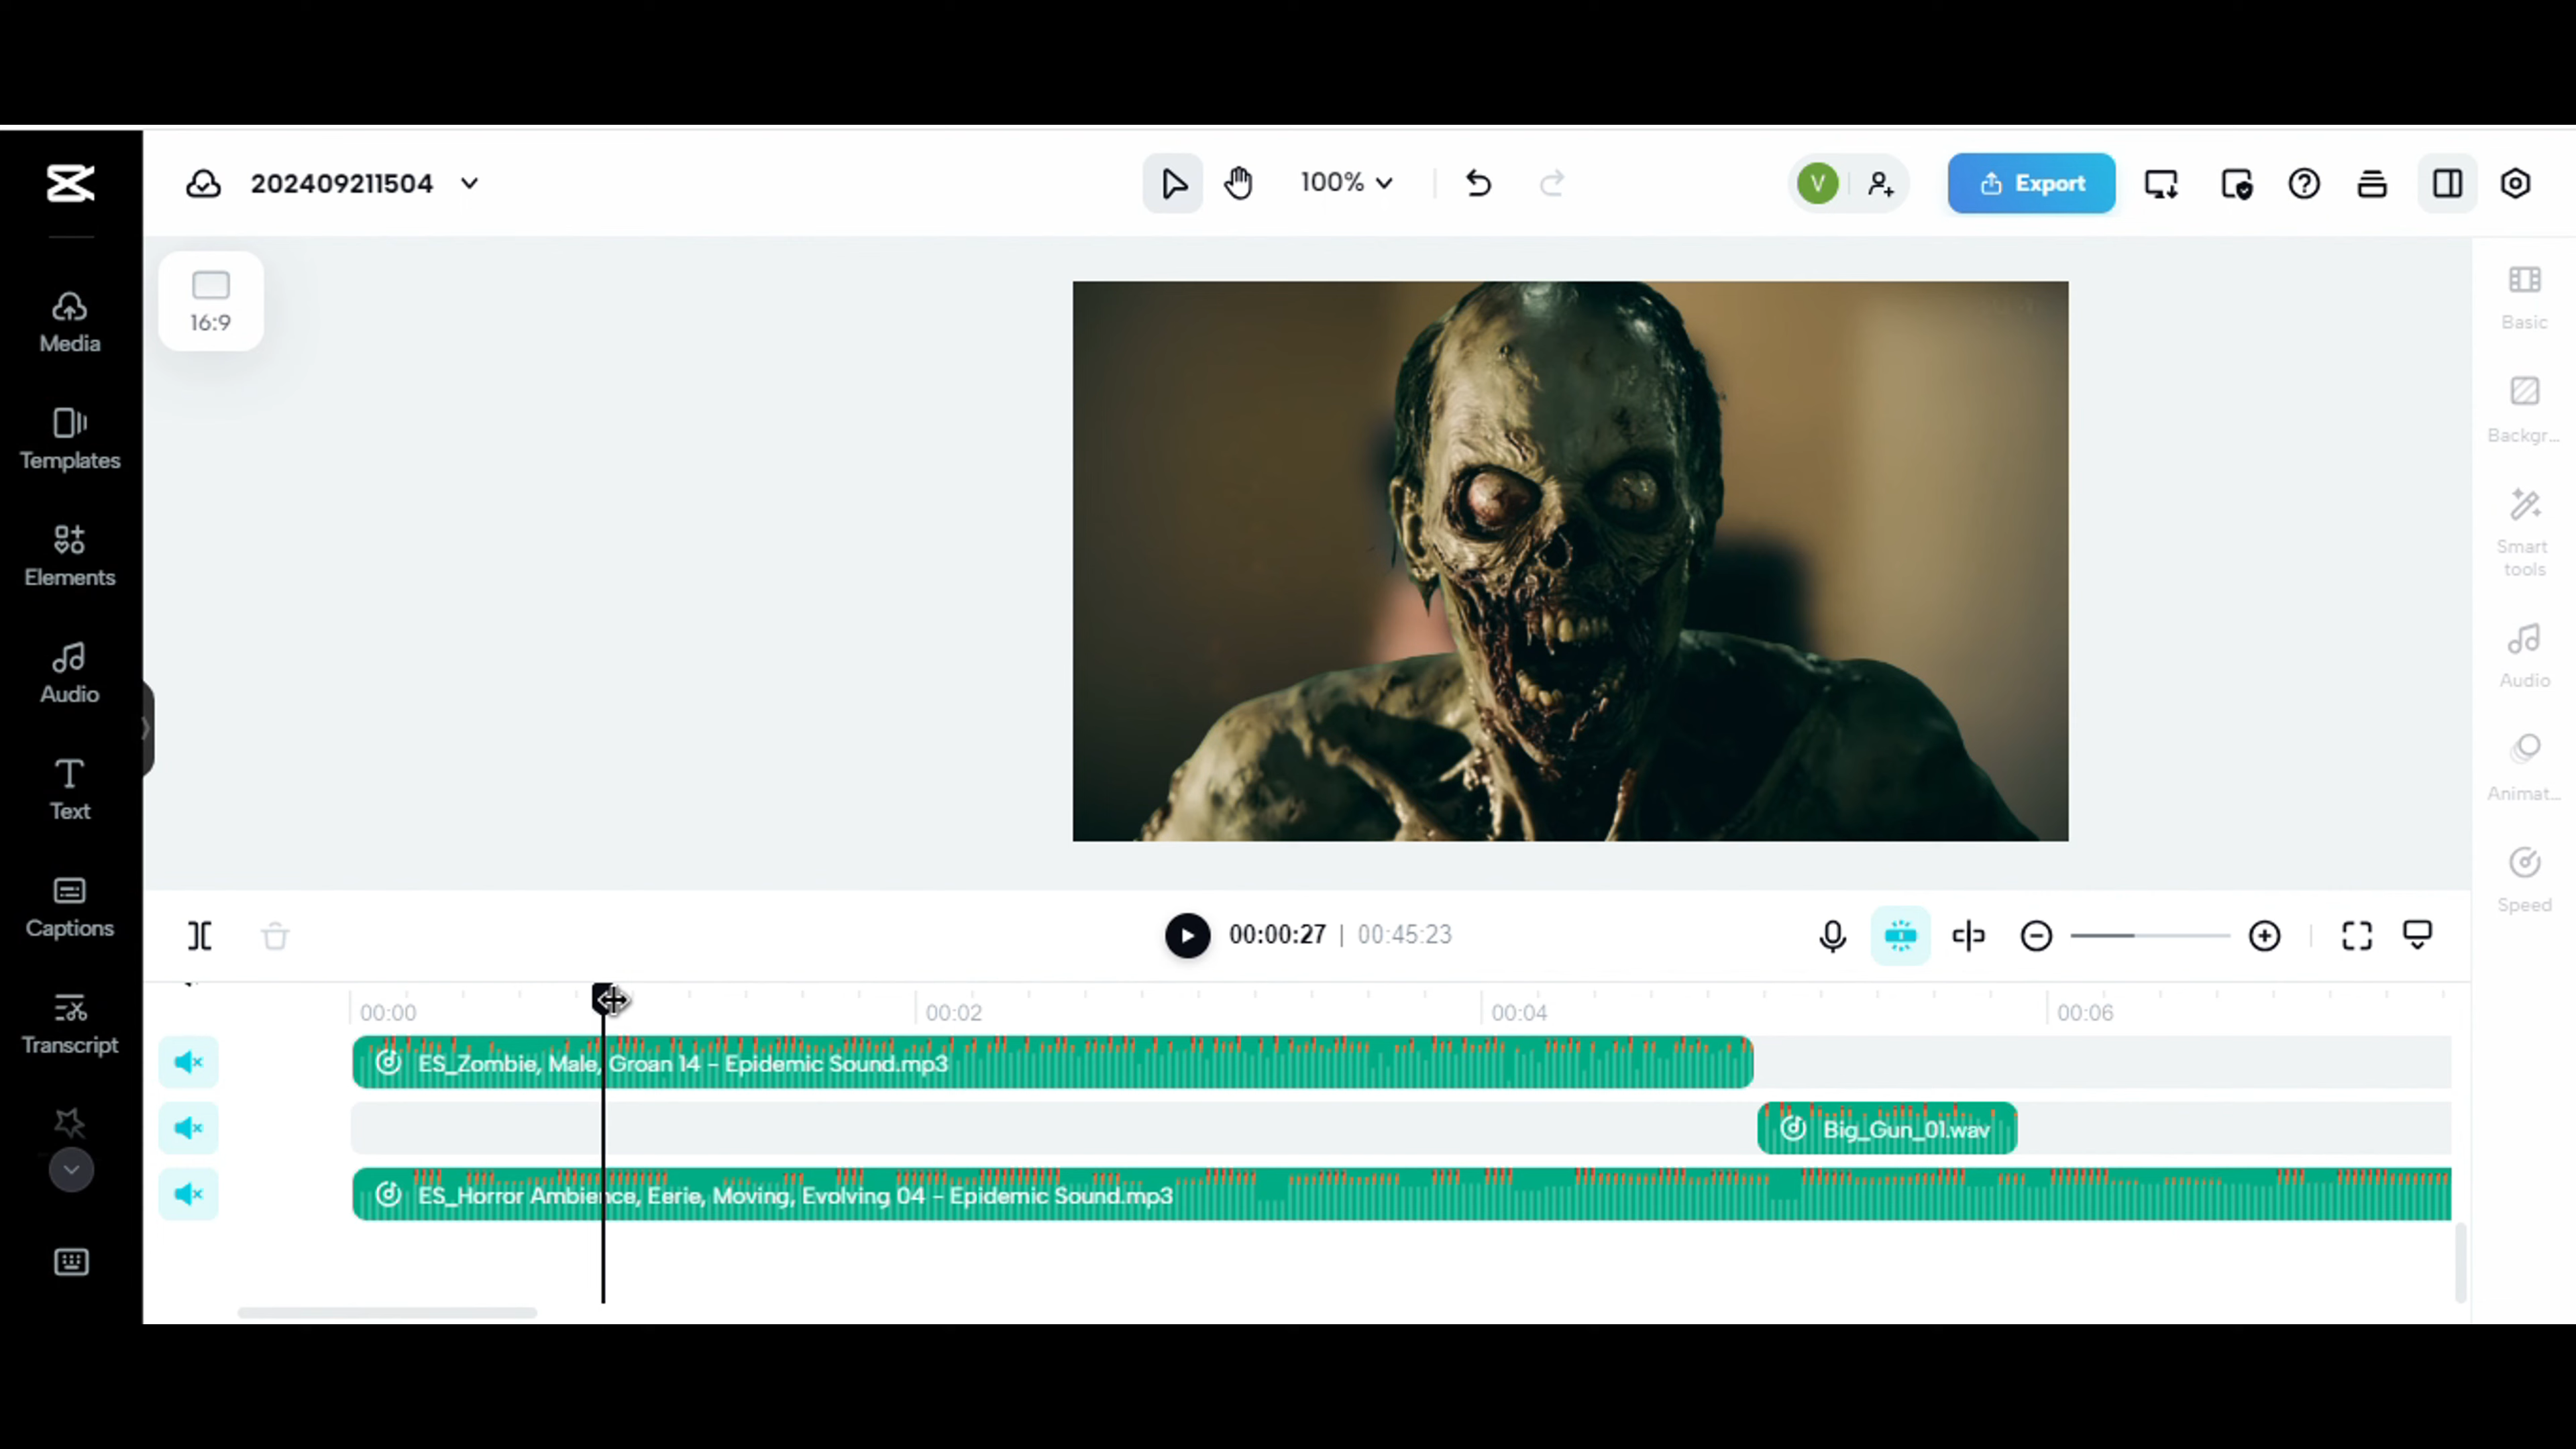 202409211504
100%
V
Export
16:9
Media
Templates
Elements
Audio
Text
Captions
Transcript
Basic
Backgr...
Smart
tools
Audio
Animat...
Speed
00:00:27 | 00:45:23
00:00
00:02
00:04
00:06
ES_Zombie, Male, Groan 14 - Epidemic Sound.mp3
Big_Gun_01.wav
ES_Horror Ambience, Eerie, Moving, Evolving 04 - Epidemic Sound.mp3